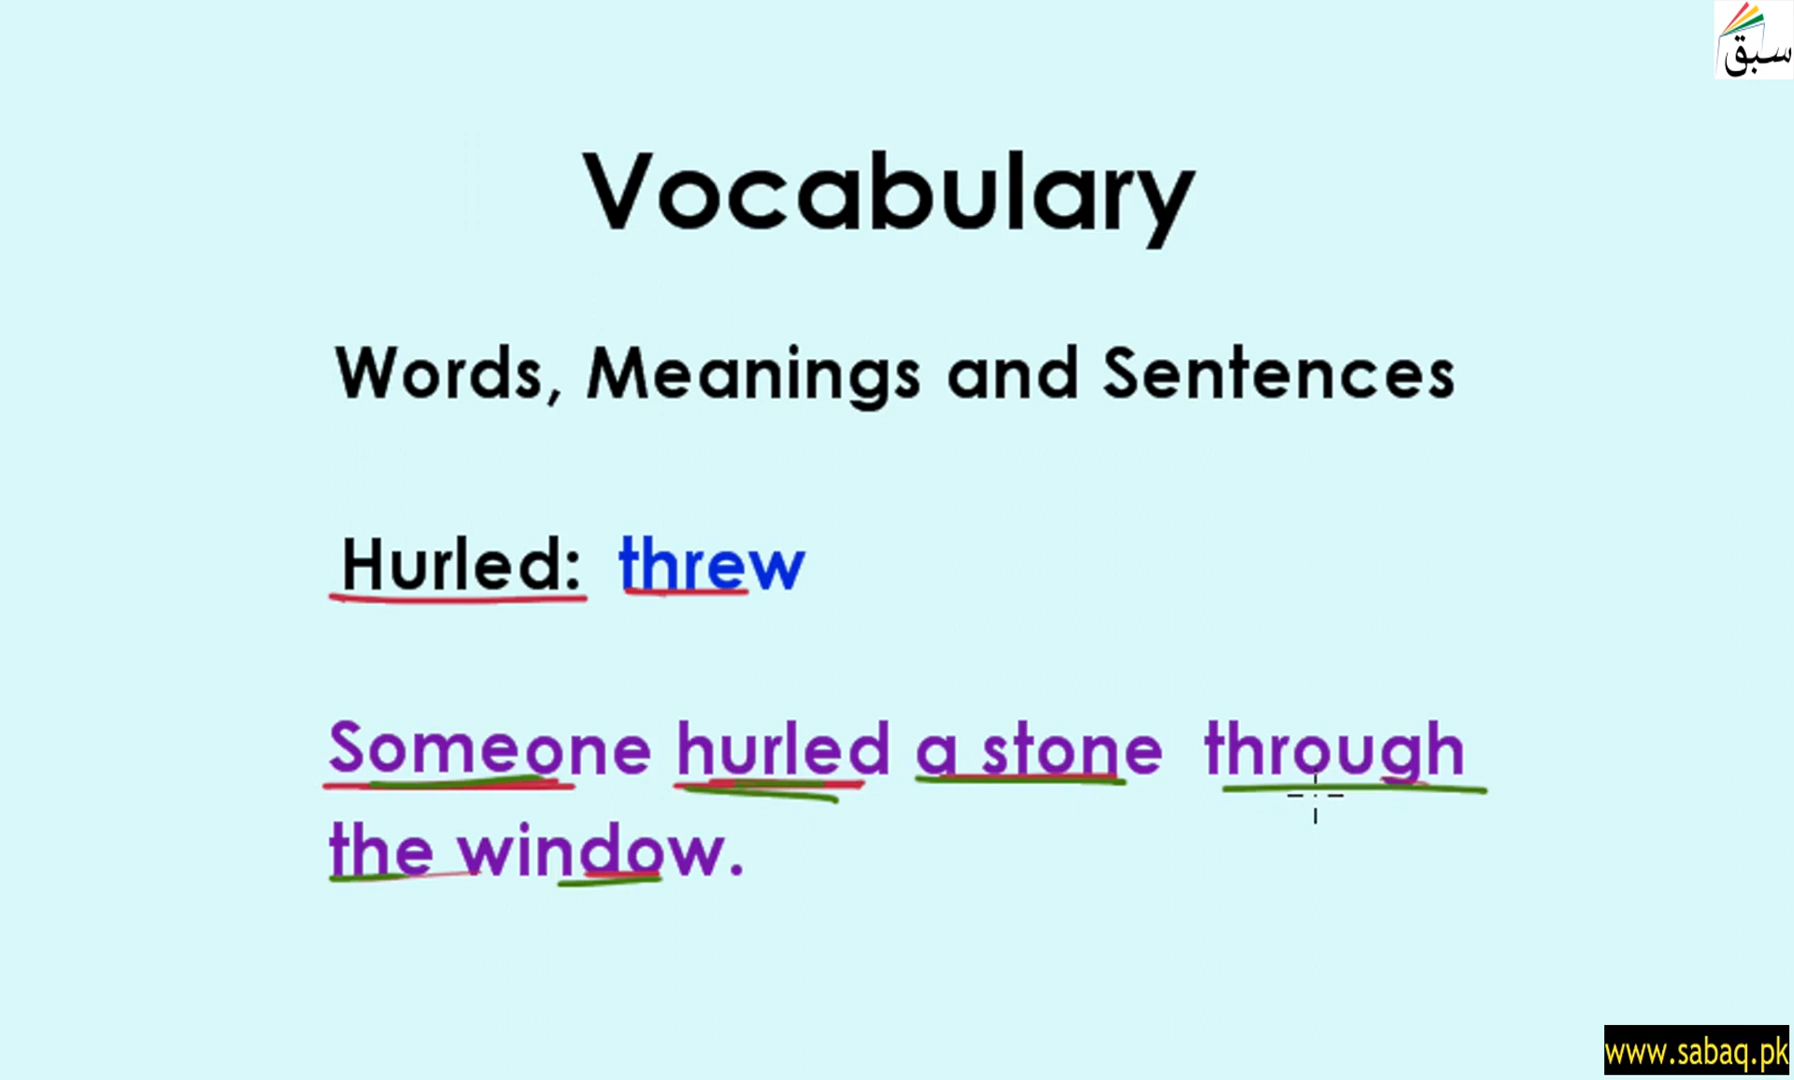 سبق
Vocabulary
Words, Meanings and Sentences
Hurled: threw
Someone hurled a stone through
the window.
www.sabaq.pk